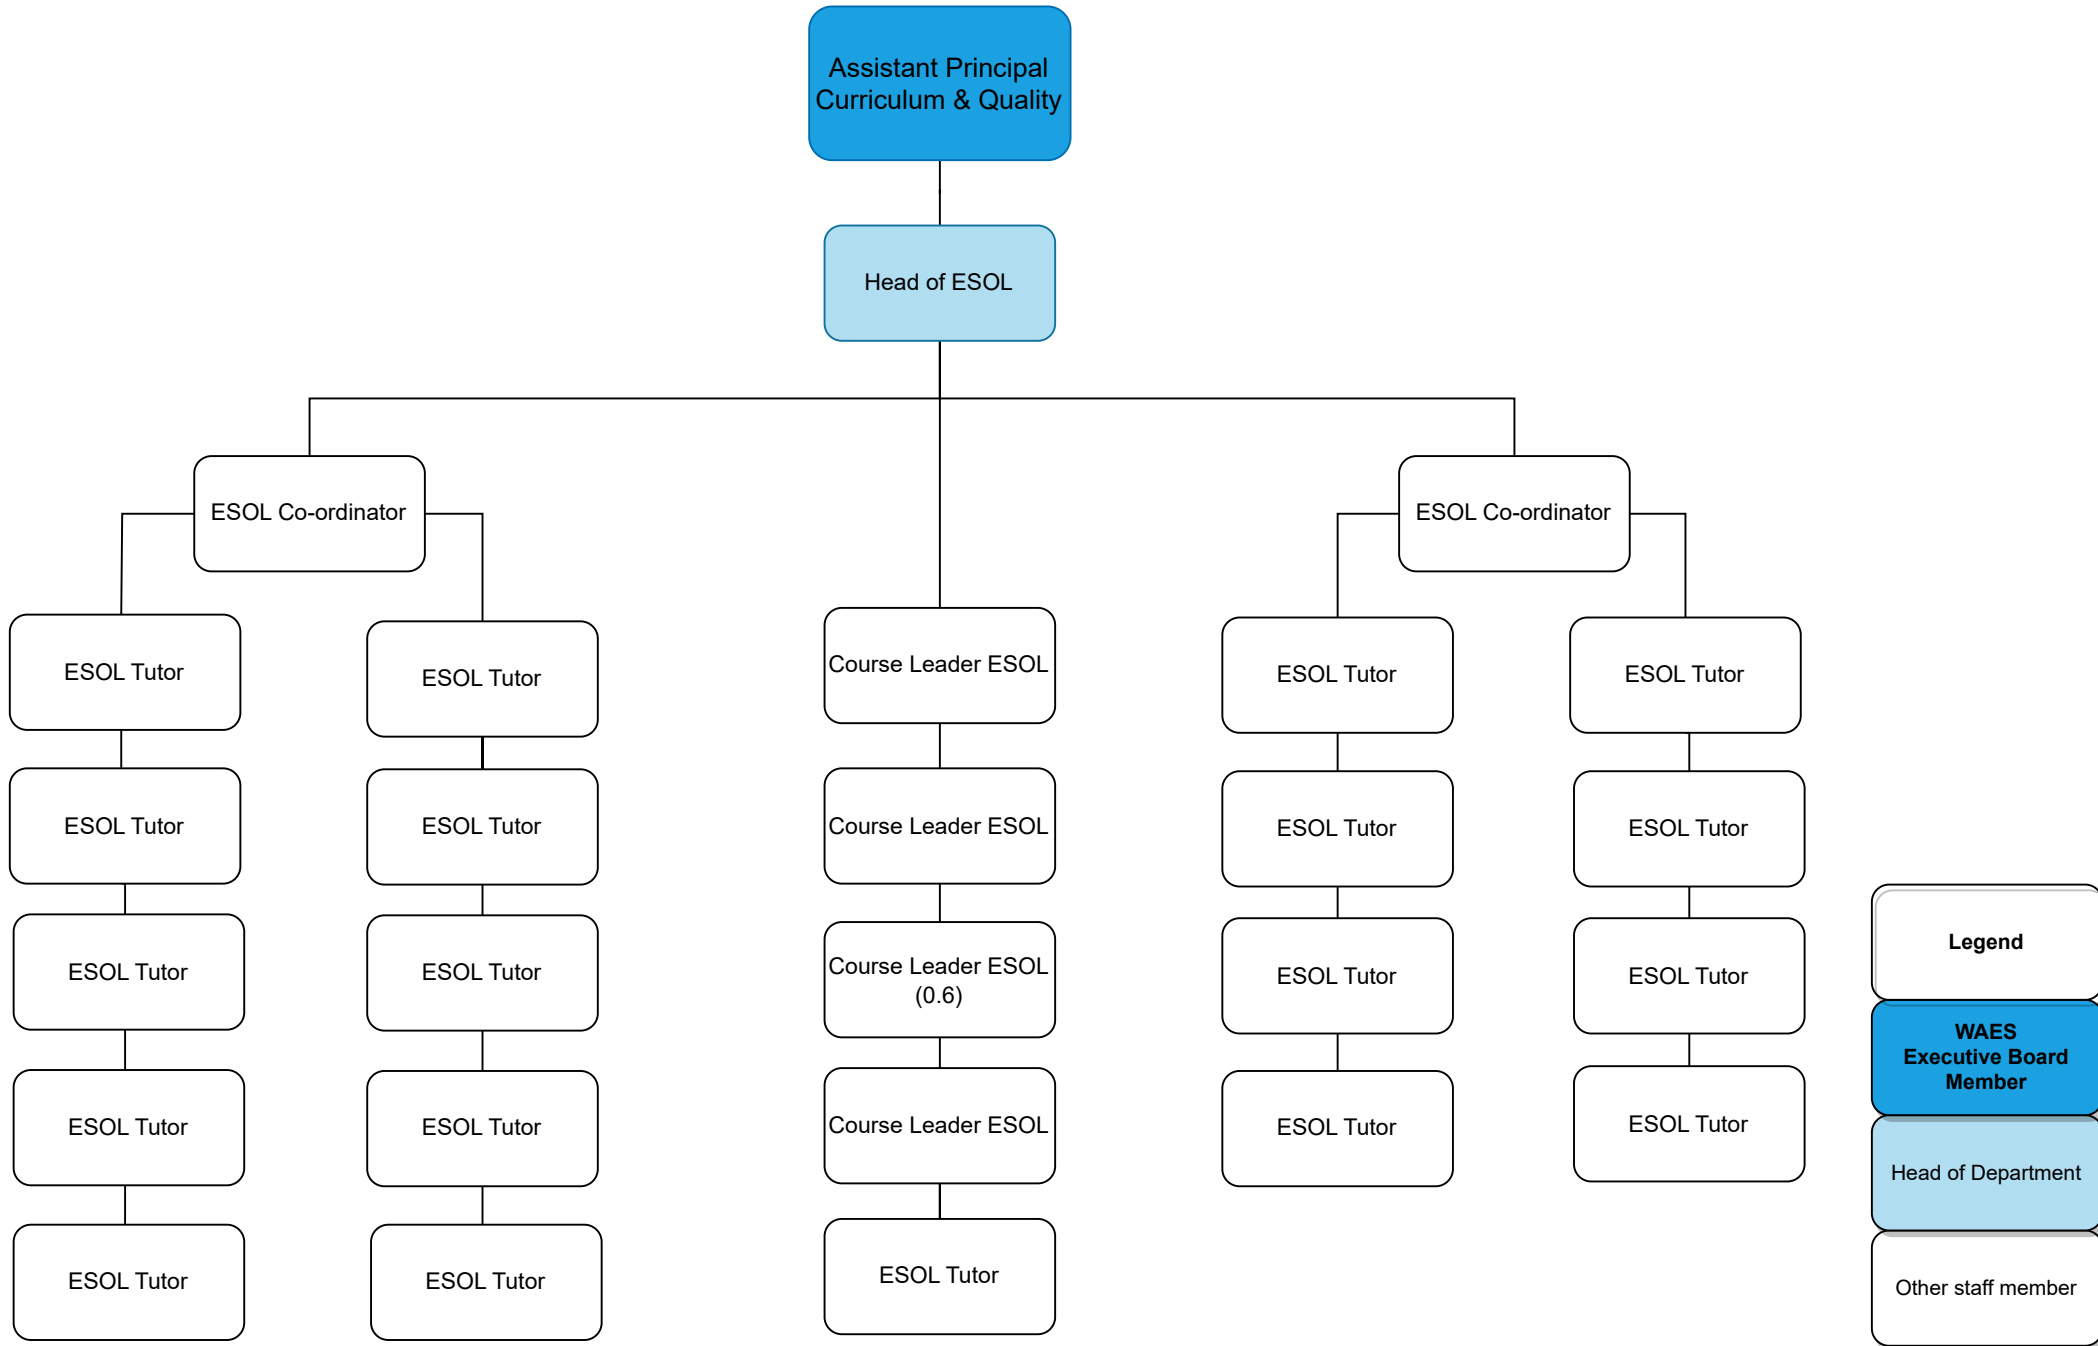 Assistant Principal
Curriculum & Quality
Head of ESOL
ESOL Co-ordinator
ESOL Co-ordinator
ESOL Tutor
ESOL Tutor
Course Leader ESOL
ESOL Tutor
ESOL Tutor
ESOL Tutor
ESOL Tutor
Course Leader ESOL
ESOL Tutor
ESOL Tutor
ESOL Tutor
ESOL Tutor
Course Leader ESOL
(0.6)
ESOL Tutor
ESOL Tutor
ESOL Tutor
ESOL Tutor
Course Leader ESOL
ESOL Tutor
ESOL Tutor
ESOL Tutor
ESOL Tutor
ESOL Tutor
Legend
WAES
Executive Board
Member
Head of Department
Other staff member